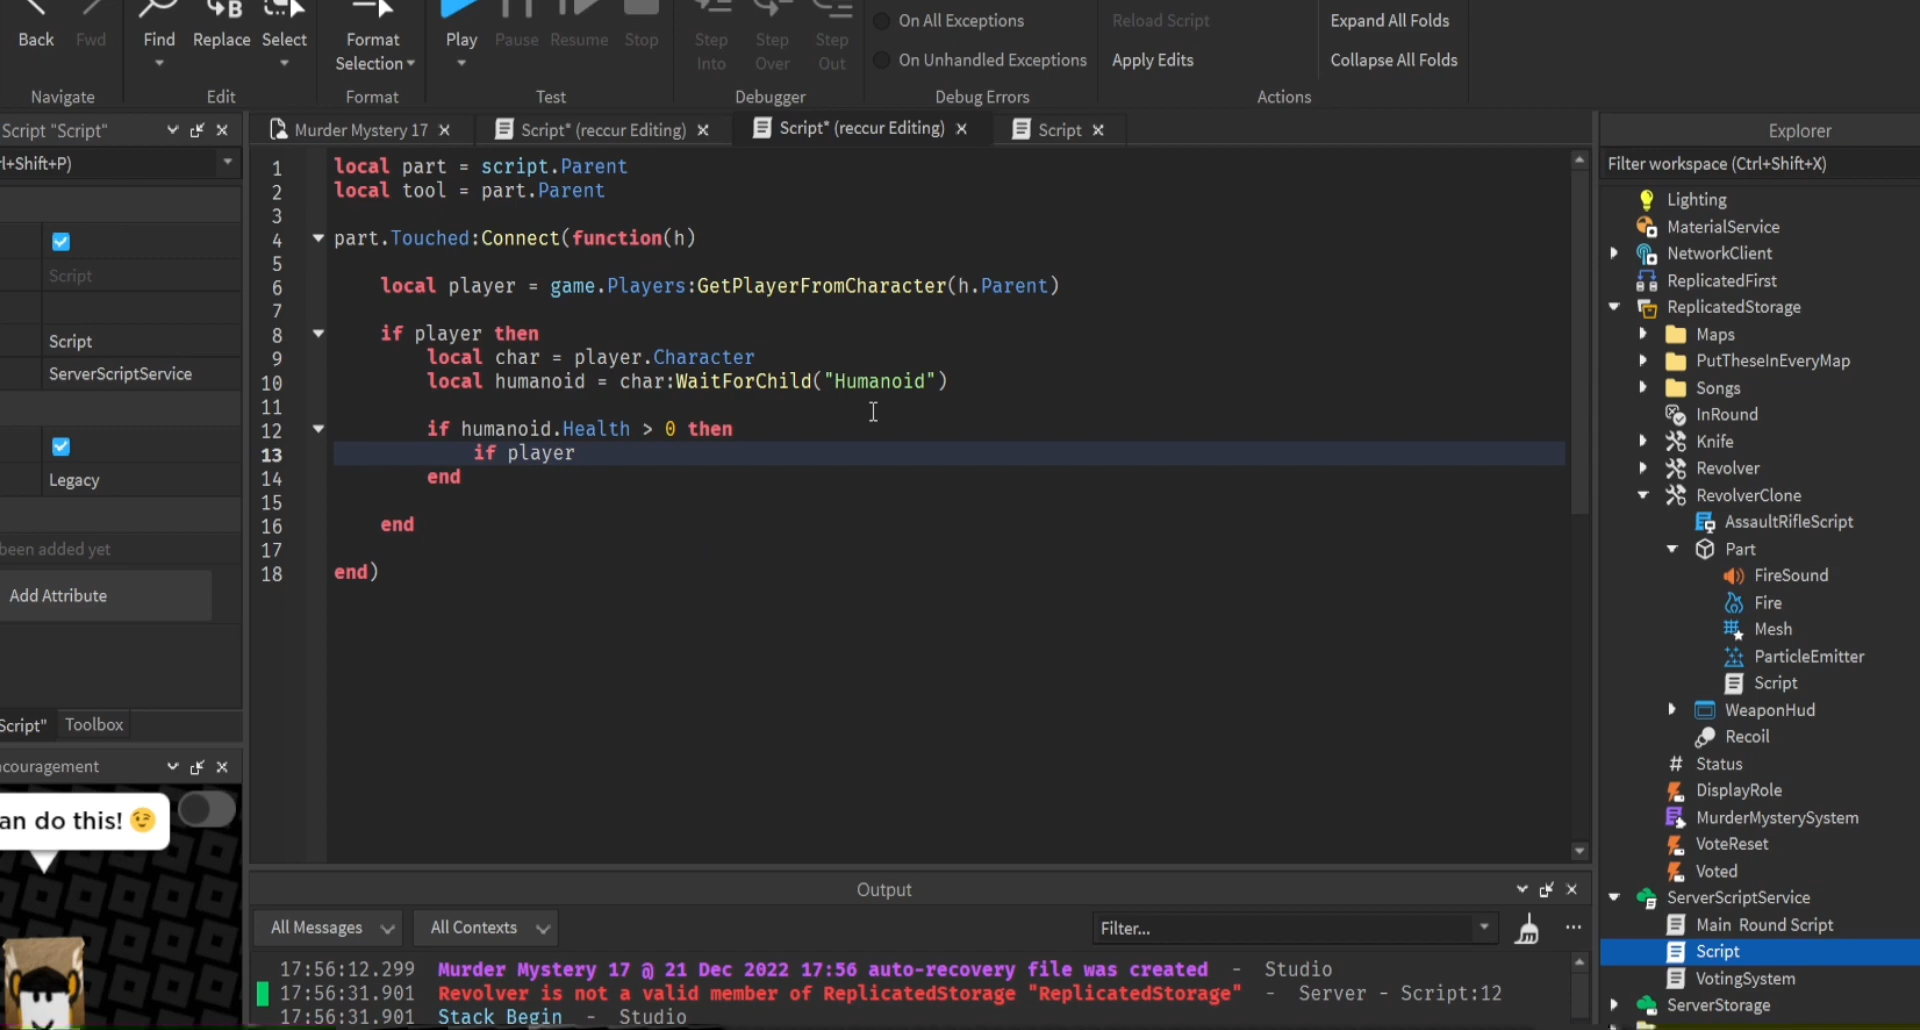 Back Fwd Find Replace Select Format Selection Play Pause Resume Stop Step Into Step Over Step Out
On All Exceptions Reload Script Expand All Folds
On Unhandled Exceptions Apply Edits Collapse All Folds
Navigate Edit Format Test Debugger Debug Errors Actions
Script "Script"
rl+Shift+P)
Script
Script
ServerScriptService
Legacy
been added yet
Add Attribute
Script" Toolbox
ncouragement
an do this! 😉
Murder Mystery 17 Script* (reccur Editing) Script* (reccur Editing) Script
1 local part = script.Parent
2 local tool = part.Parent
3
4 part.Touched:Connect(function(h)
5
6 local player = game.Players:GetPlayerFromCharacter(h.Parent)
7
8 if player then
9 local char = player.Character
10 local humanoid = char:WaitForChild("Humanoid")
11
12 if humanoid.Health > 0 then
13 if player
14 end
15
16 end
17
18 end)
Output
All Messages All Contexts Filter... ...
17:56:12.299 Murder Mystery 17 @ 21 Dec 2022 17:56 auto-recovery file was created - Studio
17:56:31.901 Revolver is not a valid member of ReplicatedStorage "ReplicatedStorage" - Server - Script:12
17:56:31.901 Stack Begin - Studio
Explorer
Filter workspace (Ctrl+Shift+X)
Lighting
MaterialService
NetworkClient
ReplicatedFirst
ReplicatedStorage
Maps
PutTheseInEveryMap
Songs
InRound
Knife
Revolver
RevolverClone
AssaultRifleScript
Part
FireSound
Fire
Mesh
ParticleEmitter
Script
WeaponHud
Recoil
Status
DisplayRole
MurderMysterySystem
VoteReset
Voted
ServerScriptService
Main Round Script
Script
VotingSystem
ServerStorage